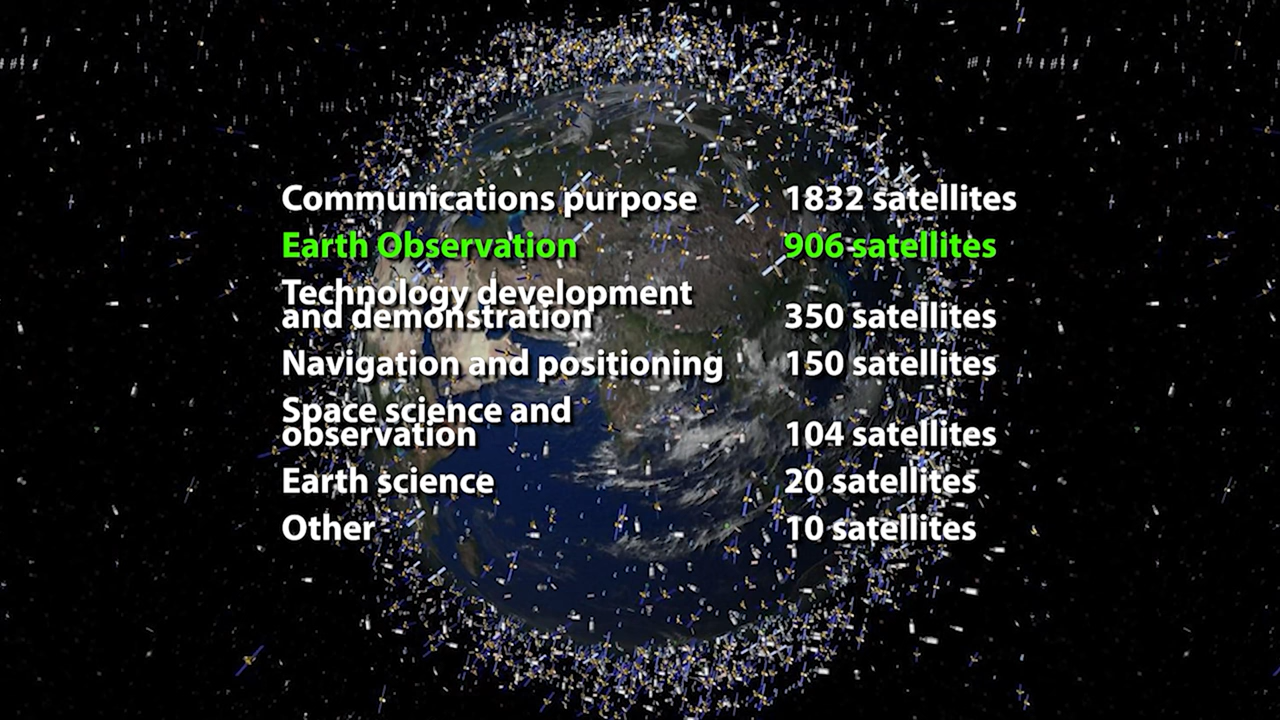 Communications purpose 1832 satellites
Earth Observation 906 satellites
Technology development
and demonstration 350 satellites
Navigation and positioning 150 satellites
Space science and
observation 104 satellites
Earth science 20 satellites
Other 10 satellites